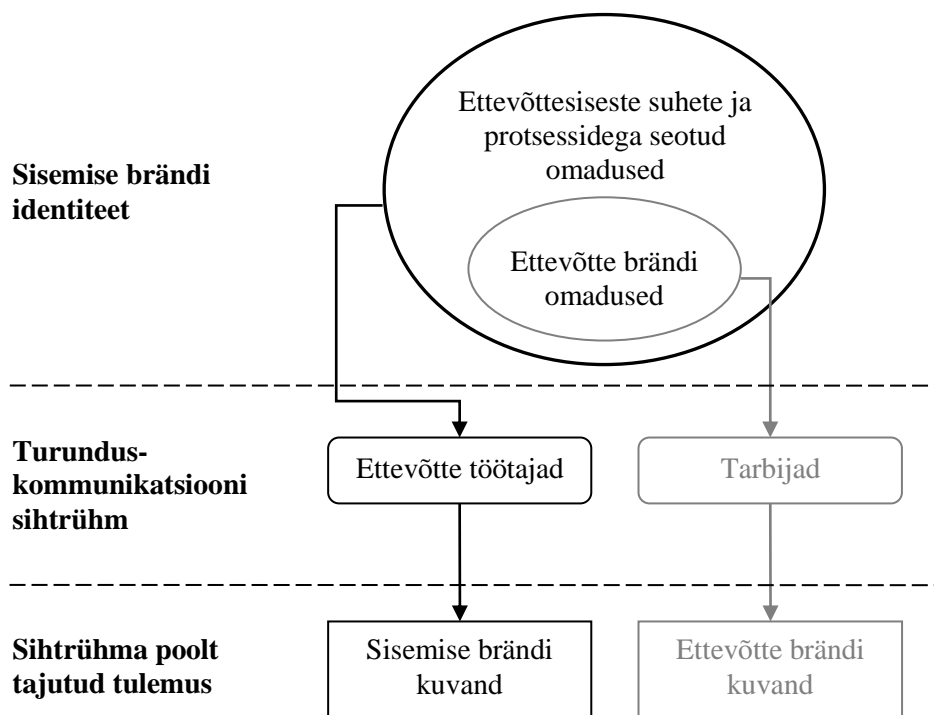 Ettevõttesiseste suhete ja
protsessidega seotud
omadused
Sisemise brändi
identiteet
Ettevõtte brändi
omadused
Turundus-
kommunikatsiooni
sihtrühm
Ettevõtte töötajad
Tarbijad
Sihtrühma poolt
tajutud tulemus
Sisemise brändi
kuvand
Ettevõtte brändi
kuvand